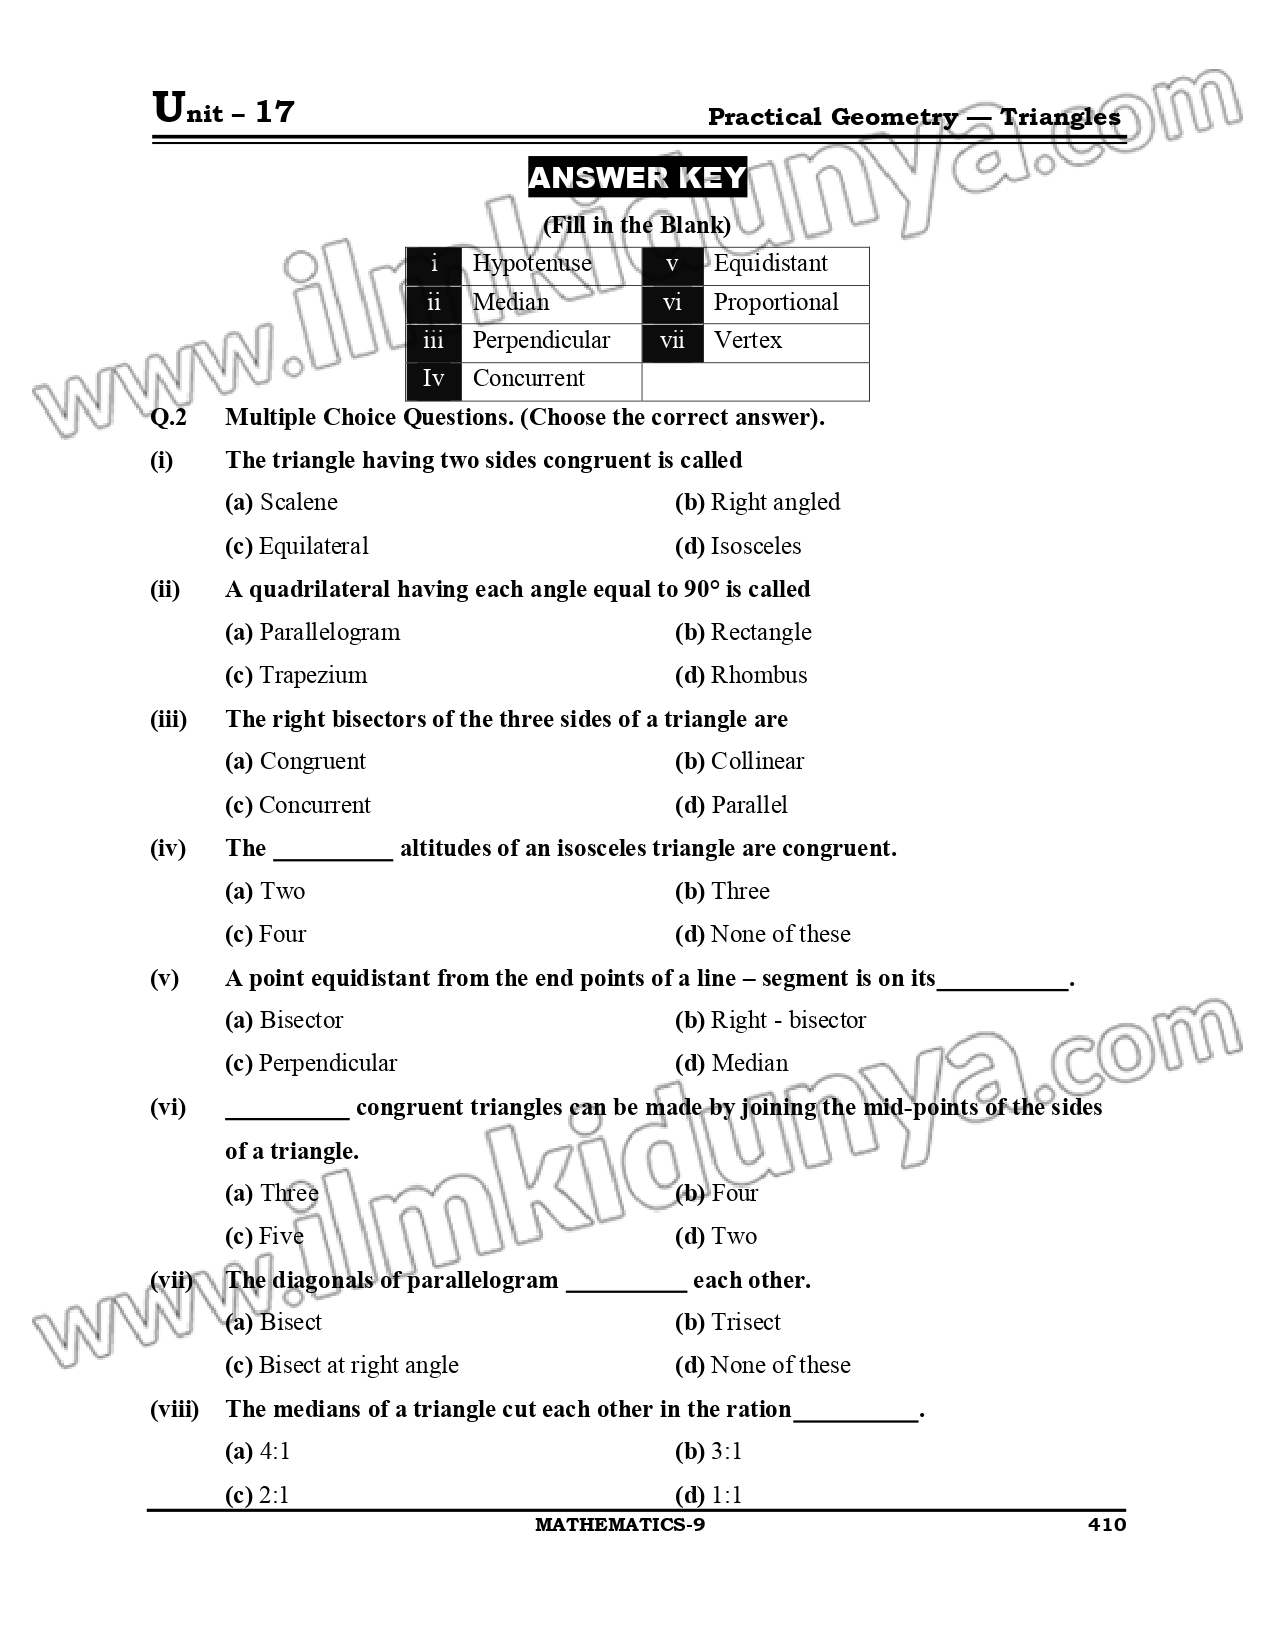 Unit – 17
Practical Geometry — Triangles
ANSWER KEY
(Fill in the Blank)
i Hypotenuse v Equidistant
ii Median vi Proportional
iii Perpendicular vii Vertex
Iv Concurrent
Q.2 Multiple Choice Questions. (Choose the correct answer).
(i) The triangle having two sides congruent is called
(a) Scalene (b) Right angled
(c) Equilateral (d) Isosceles
(ii) A quadrilateral having each angle equal to 90° is called
(a) Parallelogram (b) Rectangle
(c) Trapezium (d) Rhombus
(iii) The right bisectors of the three sides of a triangle are
(a) Congruent (b) Collinear
(c) Concurrent (d) Parallel
(iv) The __________ altitudes of an isosceles triangle are congruent.
(a) Two (b) Three
(c) Four (d) None of these
(v) A point equidistant from the end points of a line – segment is on its___________.
(a) Bisector (b) Right - bisector
(c) Perpendicular (d) Median
(vi) __________ congruent triangles can be made by joining the mid-points of the sides
of a triangle.
(a) Three (b) Four
(c) Five (d) Two
(vii) The diagonals of parallelogram __________ each other.
(a) Bisect (b) Trisect
(c) Bisect at right angle (d) None of these
(viii) The medians of a triangle cut each other in the ration__________.
(a) 4:1 (b) 3:1
(c) 2:1 (d) 1:1
MATHEMATICS-9 410
www.ilmkidunya.com
www.ilmkidunya.com